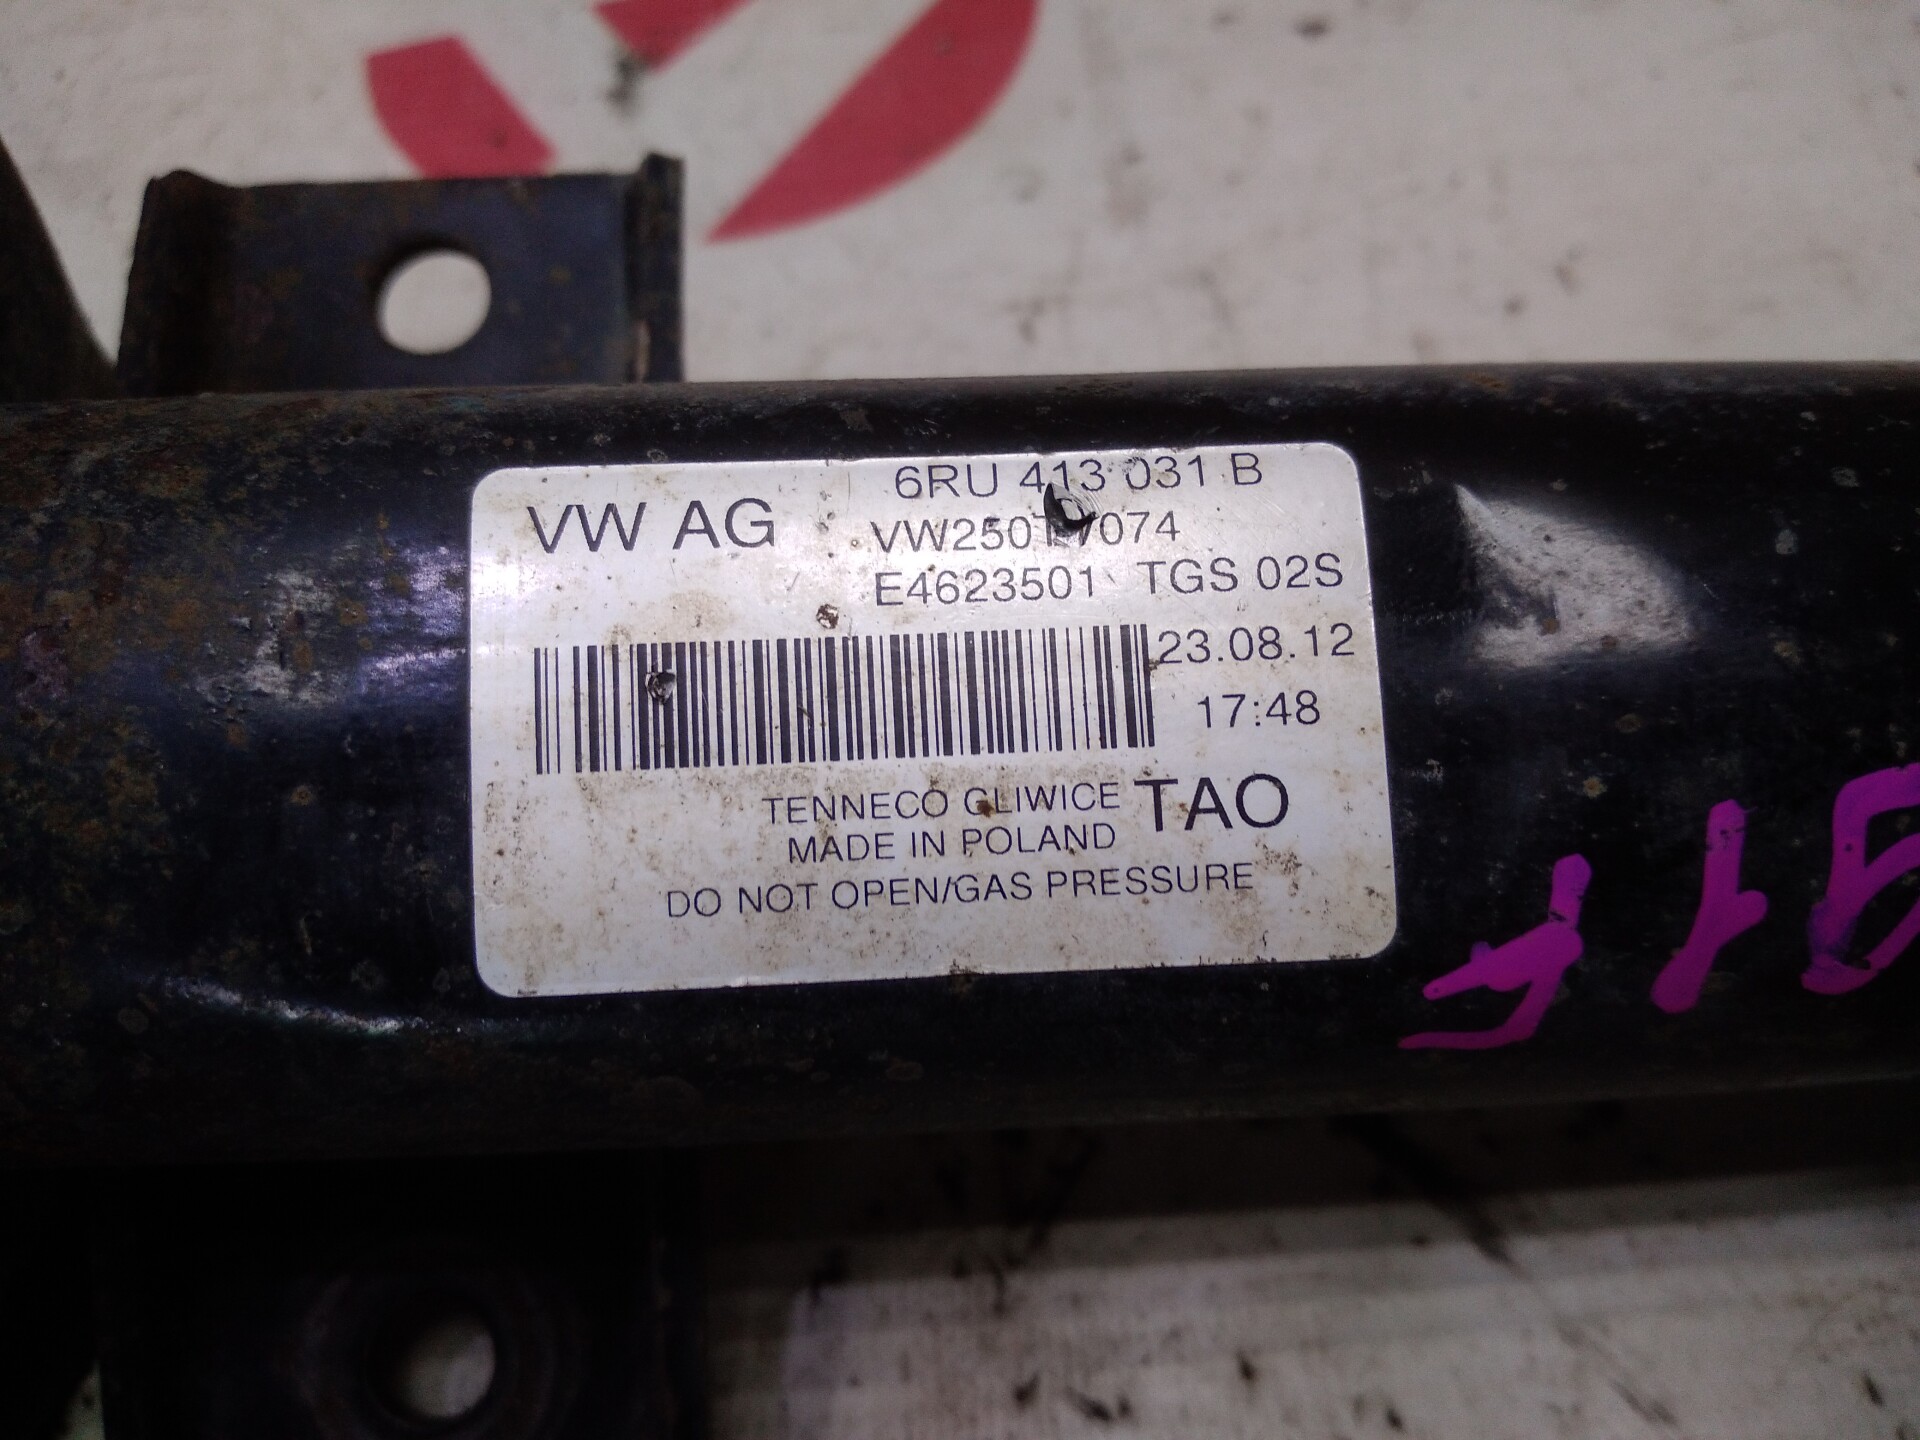 VW AG
6RU 413 031 B
E4623501 TGS 02S
23.08.12
17:48
TENNECO GLIWICE TAO
MADE IN POLAND
DO NOT OPEN/GAS PRESSURE